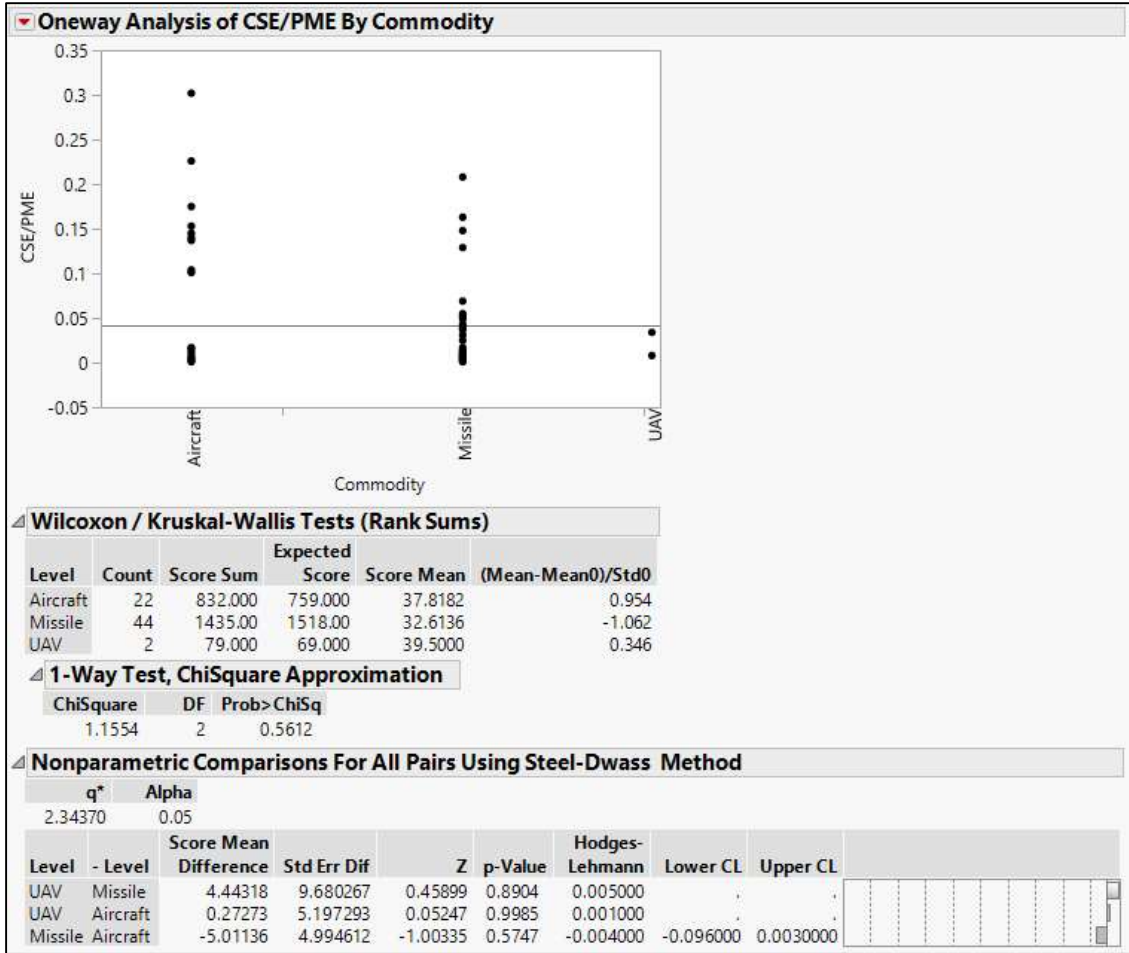 Oneway Analysis of CSE/PME By Commodity
0.35
0.3
0.25
0.2
0.15
0.1
0.05
0
-0.05
CSE/PME
Aircraft
Missile
UAV
Commodity
Wilcoxon / Kruskal-Wallis Tests (Rank Sums)
Expected
Level Count Score Sum Score Score Mean (Mean-Mean0)/Std0
Aircraft 22 832.000 759.000 37.8182 0.954
Missile 44 1435.00 1518.00 32.6136 -1.062
UAV 2 79.000 69.000 39.5000 0.346
1-Way Test, ChiSquare Approximation
ChiSquare DF Prob>ChiSq
1.1554 2 0.5612
Nonparametric Comparisons For All Pairs Using Steel-Dwass Method
q* Alpha
2.34370 0.05
Score Mean Hodges-
Level - Level Difference Std Err Dif Z p-Value Lehmann Lower CL Upper CL
UAV Missile 4.44318 9.680267 0.45899 0.8904 0.005000 . .
UAV Aircraft 0.27273 5.197293 0.05247 0.9985 0.001000 . .
Missile Aircraft -5.01136 4.994612 -1.00335 0.5747 -0.004000 -0.096000 0.0030000